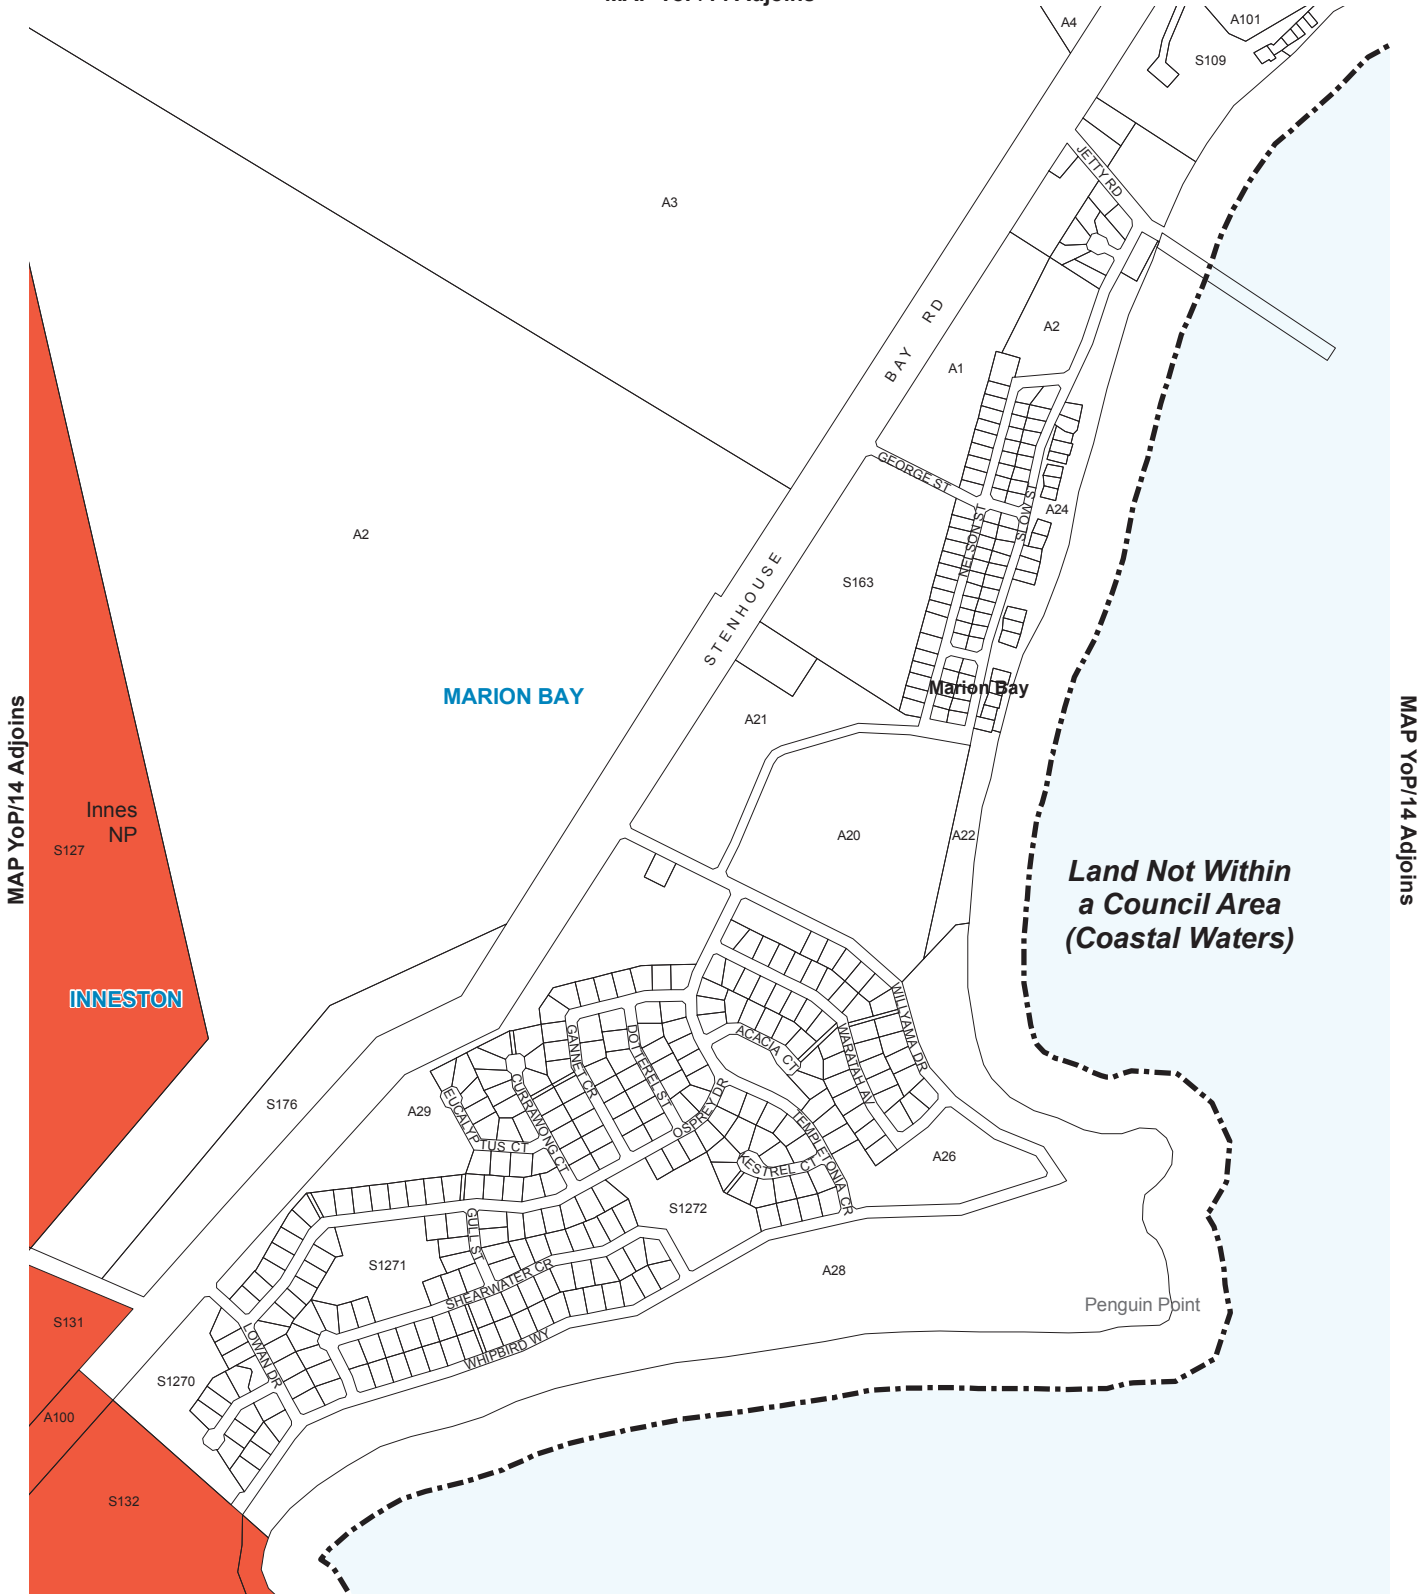 A4
A101
S109
JETTY RD
A3
BAY RD
A2
A1
GEORGE ST
A24
SLOW ST
NELSON ST
A2
S163
STENHOUSE
MARION BAY
Marion Bay
A21
MAP YoP/14 Adjoins
MAP YoP/14 Adjoins
Innes
NP
S127
A20
A22
Land Not Within
a Council Area
(Coastal Waters)
INNESTON
WILLYAMA DR
WARATAH AV
ACACIA CT
GANNET CR
DOTTEREL ST
CURRAWONG CT
EUCALYP
TUS CT
OSPREY DR
TEMPLETONIA CR
KESTREL CT
S176
A29
A26
S1272
GULL ST
S1271
SHEARWATER CR
A28
Penguin Point
S131
LOWAN DR
WHIPBIRD WY
S1270
A100
S132